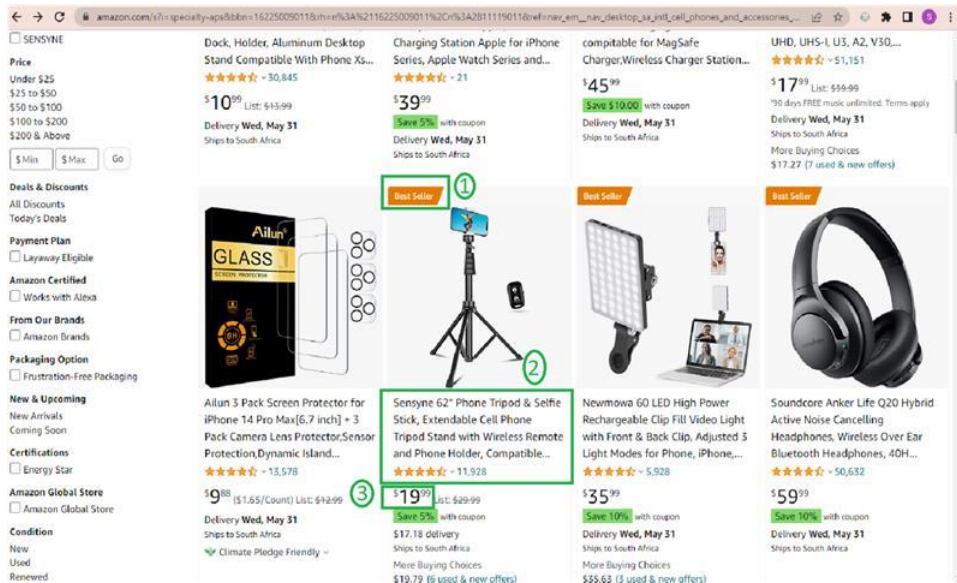 amazon.com/s?i=specialty-aps&bbn=16225009011&rh=n%3A%2116225009011%2Cn%3A2811119011&ref=nav_em__nav_desktop_sa_intl_cell_phones_and_accessories_...
SENSYNE
Price
Under $25
$25 to $50
$50 to $100
$100 to $200
$200 & Above
$ Min $ Max Go
Deals & Discounts
All Discounts
Today's Deals
Payment Plan
Layaway Eligible
Amazon Certified
Works with Alexa
From Our Brands
Amazon Brands
Packaging Option
Frustration-Free Packaging
New & Upcoming
New Arrivals
Coming Soon
Certifications
Energy Star
Amazon Global Store
Amazon Global Store
Condition
New
Used
Renewed
Dock, Holder, Aluminum Desktop
Stand Compatible With Phone Xs...
30,845
$10.99 List: $13.99
Delivery Wed, May 31
Ships to South Africa
Charging Station Apple for iPhone
Series, Apple Watch Series and...
21
$39.99
Save 5% with coupon
Delivery Wed, May 31
Ships to South Africa
compitable for MagSafe
Charger,Wireless Charger Station...
$45.99
Save $10.00 with coupon
Delivery Wed, May 31
Ships to South Africa
UHD, UHS-I, U3, A2, V30,...
51,151
$17.99 List: $59.99
*90 days FREE music unlimited. Terms apply
Delivery Wed, May 31
Ships to South Africa
More Buying Choices
$17.27 (7 used & new offers)
Ailun
GLASS
SCREEN PROTECTOR
9H
Ailun 3 Pack Screen Protector for
iPhone 14 Pro Max[6.7 inch] + 3
Pack Camera Lens Protector,Sensor
Protection,Dynamic Island...
13,578
$9.88 ($1.65/Count) List: $12.99
Delivery Wed, May 31
Ships to South Africa
Climate Pledge Friendly
Best Seller
1
2
Sensyne 62" Phone Tripod & Selfie
Stick, Extendable Cell Phone
Tripod Stand with Wireless Remote
and Phone Holder, Compatible...
11,928
3
$19.99 List: $29.99
Save 5% with coupon
$17.18 delivery
Ships to South Africa
More Buying Choices
$19.79 (6 used & new offers)
Best Seller
Newmowa 60 LED High Power
Rechargeable Clip Fill Video Light
with Front & Back Clip, Adjusted 3
Light Modes for Phone, iPhone,...
5,928
$35.99
Save 10% with coupon
Delivery Wed, May 31
Ships to South Africa
More Buying Choices
$35.63 (3 used & new offers)
Best Seller
soundcore
Soundcore Anker Life Q20 Hybrid
Active Noise Cancelling
Headphones, Wireless Over Ear
Bluetooth Headphones, 40H...
50,632
$59.99
Save 10% with coupon
Delivery Wed, May 31
Ships to South Africa